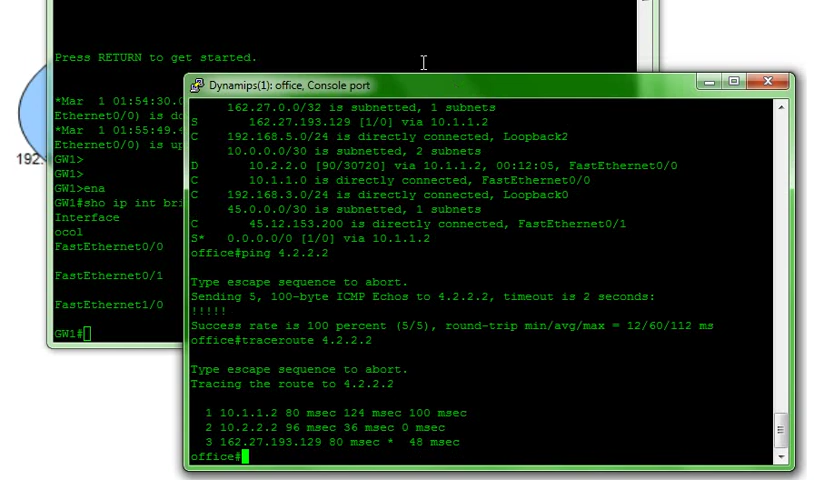 Press RETURN to get started.
*Mar  1 01:54:30.0
Ethernet0/0) is do
*Mar  1 01:55:49.4
Ethernet0/0) is up
192.
GW1>
GW1>
GW1>ena
GW1#sho ip int bri
Interface
ocol
FastEthernet0/0
FastEthernet0/1
FastEthernet1/0
GW1#
Dynamips(1): office, Console port
162.27.0.0/32 is subnetted, 1 subnets
S       162.27.193.129 [1/0] via 10.1.1.2
C    192.168.5.0/24 is directly connected, Loopback2
10.0.0.0/30 is subnetted, 2 subnets
D       10.2.2.0 [90/30720] via 10.1.1.2, 00:12:05, FastEthernet0/0
C       10.1.1.0 is directly connected, FastEthernet0/0
C    192.168.3.0/24 is directly connected, Loopback0
45.0.0.0/30 is subnetted, 1 subnets
C       45.12.153.200 is directly connected, FastEthernet0/1
S*   0.0.0.0/0 [1/0] via 10.1.1.2
office#ping 4.2.2.2
Type escape sequence to abort.
Sending 5, 100-byte ICMP Echos to 4.2.2.2, timeout is 2 seconds:
!!!!!
Success rate is 100 percent (5/5), round-trip min/avg/max = 12/60/112 ms
office#traceroute 4.2.2.2
Type escape sequence to abort.
Tracing the route to 4.2.2.2
1 10.1.1.2 80 msec 124 msec 100 msec
2 10.2.2.2 96 msec 36 msec 0 msec
3 162.27.193.129 80 msec *  48 msec
office#